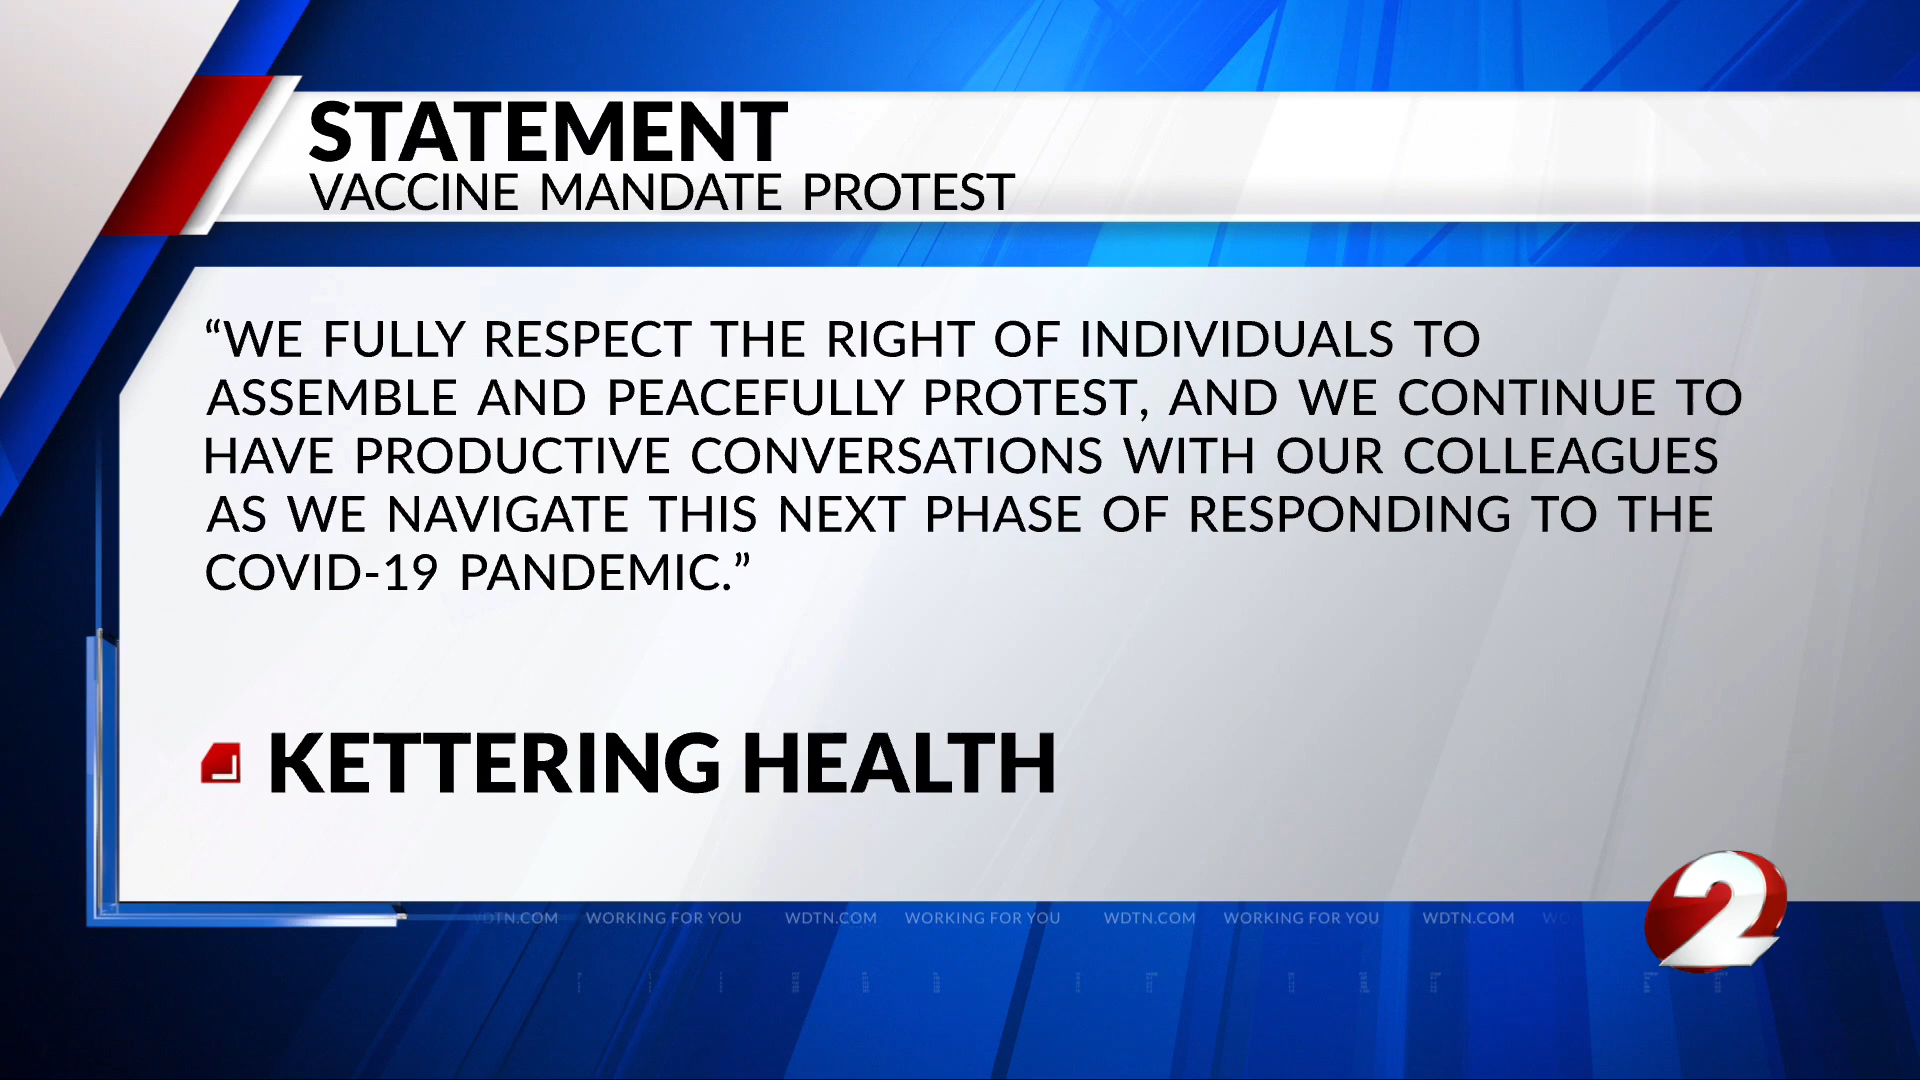 STATEMENT
VACCINE MANDATE PROTEST
“WE FULLY RESPECT THE RIGHT OF INDIVIDUALS TO
ASSEMBLE AND PEACEFULLY PROTEST, AND WE CONTINUE TO
HAVE PRODUCTIVE CONVERSATIONS WITH OUR COLLEAGUES
AS WE NAVIGATE THIS NEXT PHASE OF RESPONDING TO THE
COVID-19 PANDEMIC.”
KETTERING HEALTH
2
WDTN.COM WORKING FOR YOU WDTN.COM WORKING FOR YOU WDTN.COM WORKING FOR YOU WDTN.COM